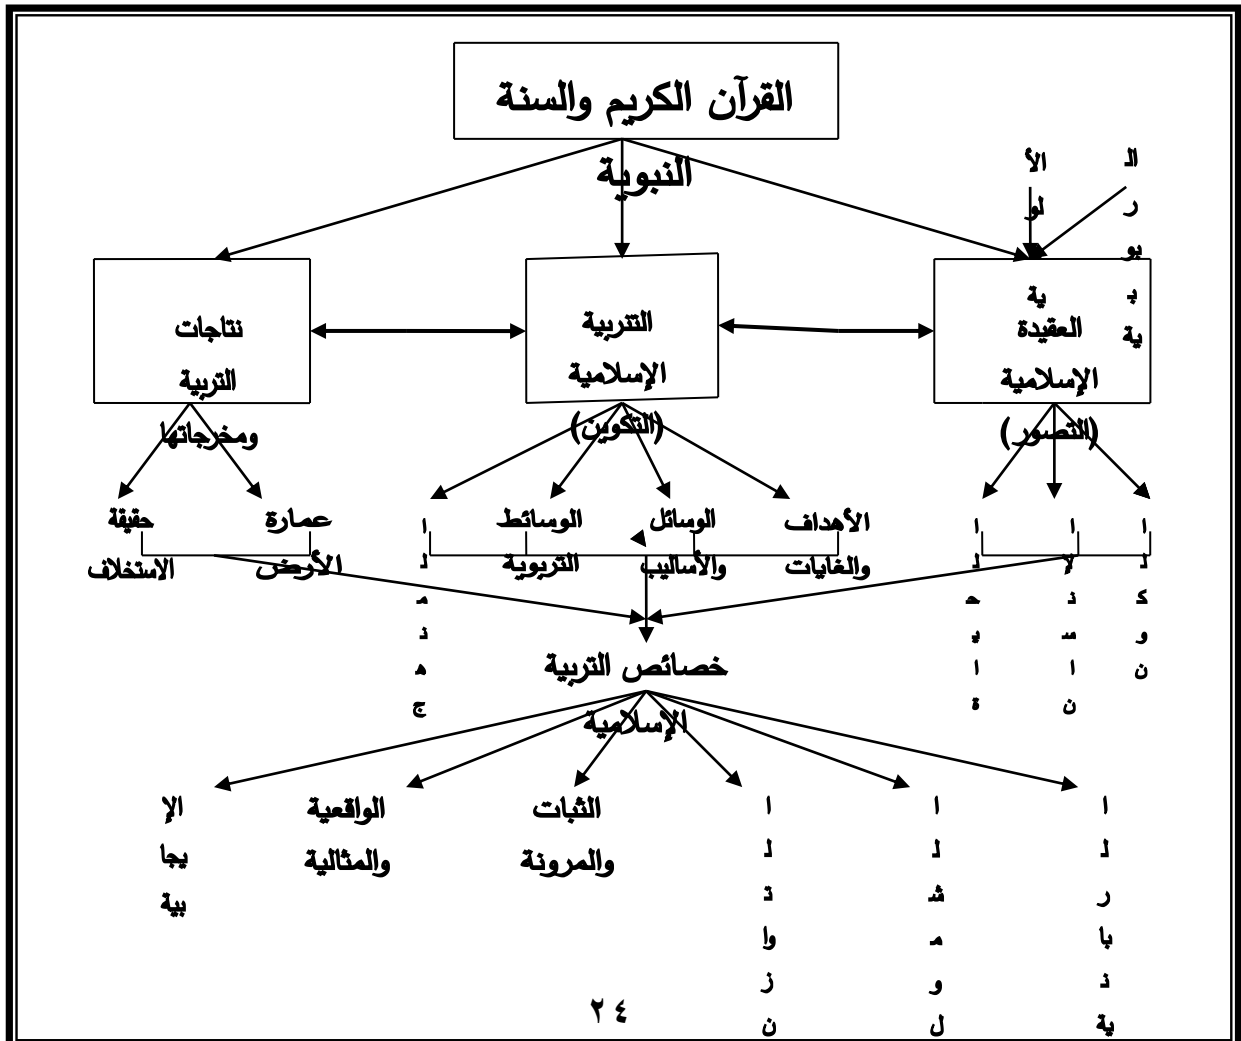 القرآن الكريم والسنة
النبوية
الربوبية
الألوهية
العقيدة
الإسلامية
(التصور)
التتربية
الإسلامية
(التكوين)
نتاجات
التربية
ومخرجاتها
الكون
الإنسان
الحياة
الأهداف
والغايات
الوسائل
والأساليب
الوسائط
التربوية
المنهج
عمارة
الأرض
حقيقة
الاستخلاف
خصائص التربية
الإسلامية
الربانية
الشمول
التوازن
الثبات
والمرونة
الواقعية
والمثالية
الإيجابية
٢٤